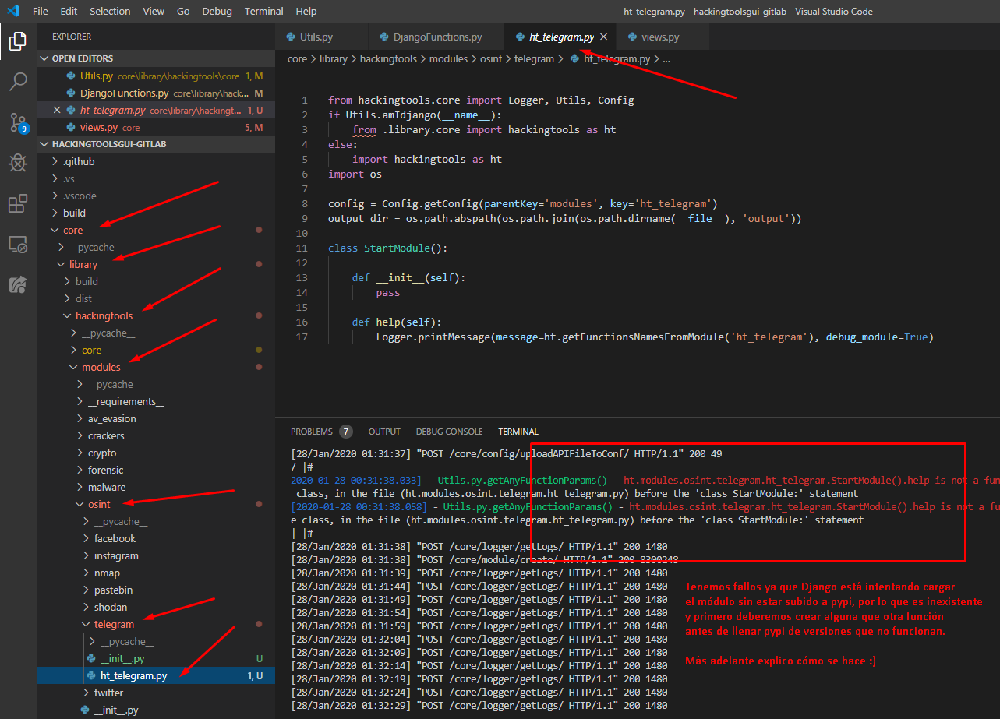 File Edit Selection View Go Debug Terminal Help
ht_telegram.py - hackingtoolsgui-gitlab - Visual Studio Code
EXPLORER
OPEN EDITORS
Utils.py core\library\hackingtools\core 1, M
DjangoFunctions.py core\library\hack... M
ht_telegram.py core\library\hackingt... 1, U
views.py core 5, M
HACKINGTOOLSGUI-GITLAB
.github
.vs
.vscode
build
core
__pycache__
library
build
dist
hackingtools
__pycache__
core
modules
__pycache__
__requirements__
av_evasion
crackers
crypto
forensic
malware
osint
__pycache__
facebook
instagram
nmap
pastebin
shodan
telegram
__pycache__
__init__.py U
ht_telegram.py 1, U
twitter
__init__.py
9
Utils.py DjangoFunctions.py ht_telegram.py views.py
core > library > hackingtools > modules > osint > telegram > ht_telegram.py > ...
1 from hackingtools.core import Logger, Utils, Config
2 if Utils.amIdjango(__name__):
3 from .library.core import hackingtools as ht
4 else:
5 import hackingtools as ht
6 import os
7
8 config = Config.getConfig(parentKey='modules', key='ht_telegram')
9 output_dir = os.path.abspath(os.path.join(os.path.dirname(__file__), 'output'))
10
11 class StartModule():
12
13 def __init__(self):
14 pass
15
16 def help(self):
17 Logger.printMessage(message=ht.getFunctionsNamesFromModule('ht_telegram'), debug_module=True)
PROBLEMS 7 OUTPUT DEBUG CONSOLE TERMINAL
[28/Jan/2020 01:31:37] "POST /core/config/uploadAPIFileToConf/ HTTP/1.1" 200 49
/ |#
2020-01-28 00:31:38.033] - Utils.py.getAnyFunctionParams() - ht.modules.osint.telegram.ht_telegram.StartModule().help is not a fun
class, in the file (ht.modules.osint.telegram.ht_telegram.py) before the 'class StartModule:' statement
[2020-01-28 00:31:38.058] - Utils.py.getAnyFunctionParams() - ht.modules.osint.telegram.ht_telegram.StartModule().help is not a fu
e class, in the file (ht.modules.osint.telegram.ht_telegram.py) before the 'class StartModule:' statement
| |#
[28/Jan/2020 01:31:38] "POST /core/logger/getLogs/ HTTP/1.1" 200 1480
[28/Jan/2020 01:31:38] "POST /core/module/create/ HTTP/1.1" 200 8300248
[28/Jan/2020 01:31:39] "POST /core/logger/getLogs/ HTTP/1.1" 200 1480
[28/Jan/2020 01:31:44] "POST /core/logger/getLogs/ HTTP/1.1" 200 1480
[28/Jan/2020 01:31:49] "POST /core/logger/getLogs/ HTTP/1.1" 200 1480
[28/Jan/2020 01:31:54] "POST /core/logger/getLogs/ HTTP/1.1" 200 1480
[28/Jan/2020 01:31:59] "POST /core/logger/getLogs/ HTTP/1.1" 200 1480
[28/Jan/2020 01:32:04] "POST /core/logger/getLogs/ HTTP/1.1" 200 1480
[28/Jan/2020 01:32:09] "POST /core/logger/getLogs/ HTTP/1.1" 200 1480
[28/Jan/2020 01:32:14] "POST /core/logger/getLogs/ HTTP/1.1" 200 1480
[28/Jan/2020 01:32:19] "POST /core/logger/getLogs/ HTTP/1.1" 200 1480
[28/Jan/2020 01:32:24] "POST /core/logger/getLogs/ HTTP/1.1" 200 1480
[28/Jan/2020 01:32:29] "POST /core/logger/getLogs/ HTTP/1.1" 200 1480
Tenemos fallos ya que Django está intentando cargar
el módulo sin estar subido a pypi, por lo que es inexistente
y primero deberemos crear alguna que otra función
antes de llenar pypi de versiones que no funcionan.
Más adelante explico cómo se hace :)